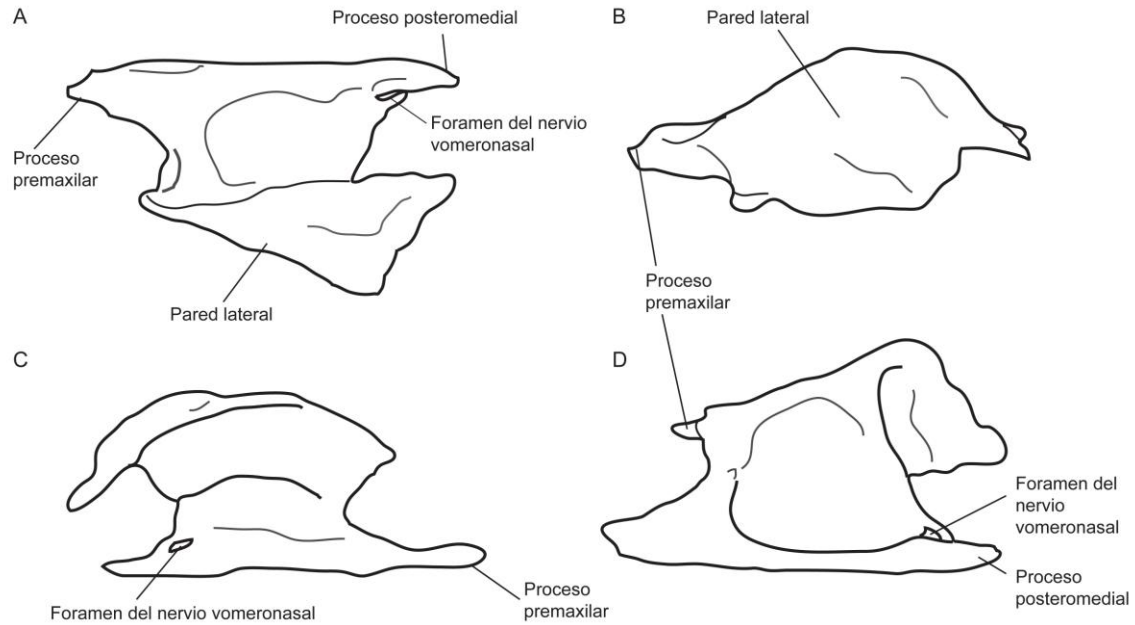 A
Proceso posteromedial
Foramen del nervio
vomeronasal
Proceso
premaxilar
Pared lateral
B
Pared lateral
Proceso
premaxilar
C
Foramen del nervio vomeronasal
Proceso
premaxilar
D
Foramen del
nervio
vomeronasal
Proceso
posteromedial